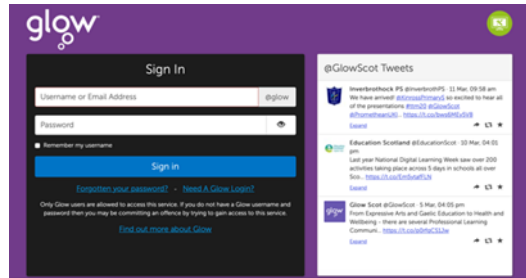 glow
Sign In
Username or Email Address @glow
Password
Remember my username
Sign in
Forgotten your password? - Need A Glow Login?
Only Glow users are allowed to access this service. If you do not have a Glow username and
password then you may be committing an offence by trying to gain access to this service.
Find out more about Glow
@GlowScot Tweets
Inverbrothock PS @InverbrothPS · 11 Mar, 09:58 am
We have arrived! @KinrossPrimaryS so excited to hear all
of the presentations. #ttm20 @GlowScot
Expand
Education Scotland @EducationScot · 10 Mar, 04:01
pm
Last year National Digital Learning Week saw over 200
activities taking place across 5 days in schools all over
Sco...
Expand
glow
Glow Scot @GlowScot · 5 Mar, 04:05 pm
From Expressive Arts and Gaelic Education to Health and
Wellbeing - there are several Professional Learning
Communi...
Expand